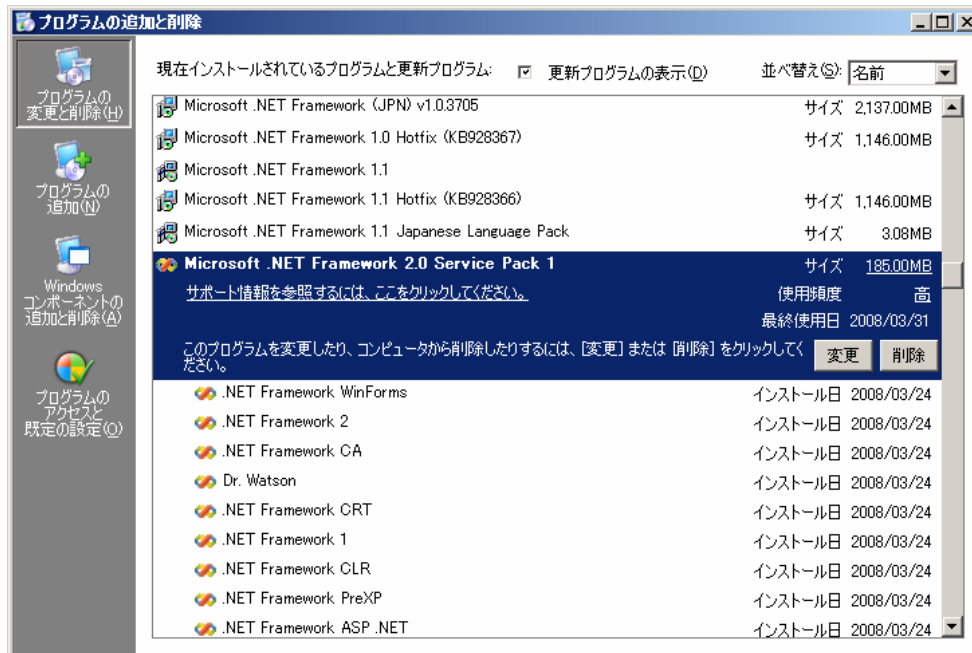 プログラムの追加と削除
プログラムの
変更と削除(H)
プログラムの
追加(N)
Windows
コンポーネントの
追加と削除(A)
プログラムの
アクセスと
既定の設定(O)
現在インストールされているプログラムと更新プログラム: 更新プログラムの表示(D) 並べ替え(S): 名前
Microsoft .NET Framework (JPN) v1.0.3705 サイズ 2,137.00MB
Microsoft .NET Framework 1.0 Hotfix (KB928367) サイズ 1,146.00MB
Microsoft .NET Framework 1.1
Microsoft .NET Framework 1.1 Hotfix (KB928366) サイズ 1,146.00MB
Microsoft .NET Framework 1.1 Japanese Language Pack サイズ 3.08MB
Microsoft .NET Framework 2.0 Service Pack 1 サイズ 185.00MB
サポート情報を参照するには、ここをクリックしてください。 使用頻度 高
最終使用日 2008/03/31
このプログラムを変更したり、コンピュータから削除したりするには、[変更] または [削除] をクリックしてく
ださい。 変更 削除
.NET Framework WinForms インストール日 2008/03/24
.NET Framework 2 インストール日 2008/03/24
.NET Framework CA インストール日 2008/03/24
Dr. Watson インストール日 2008/03/24
.NET Framework CRT インストール日 2008/03/24
.NET Framework 1 インストール日 2008/03/24
.NET Framework CLR インストール日 2008/03/24
.NET Framework PreXP インストール日 2008/03/24
.NET Framework ASP .NET インストール日 2008/03/24